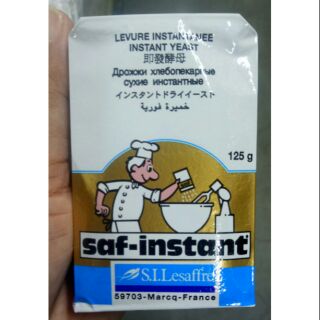 LEVURE INSTANTANEE
INSTANT YEAST
即發酵母
Дрожжи хлебопекарные
сухие инстантные
インスタントドライイースト
خميرة فورية
125 g
saf-instant
S.I.Lesaffre
59703-Marcq-France